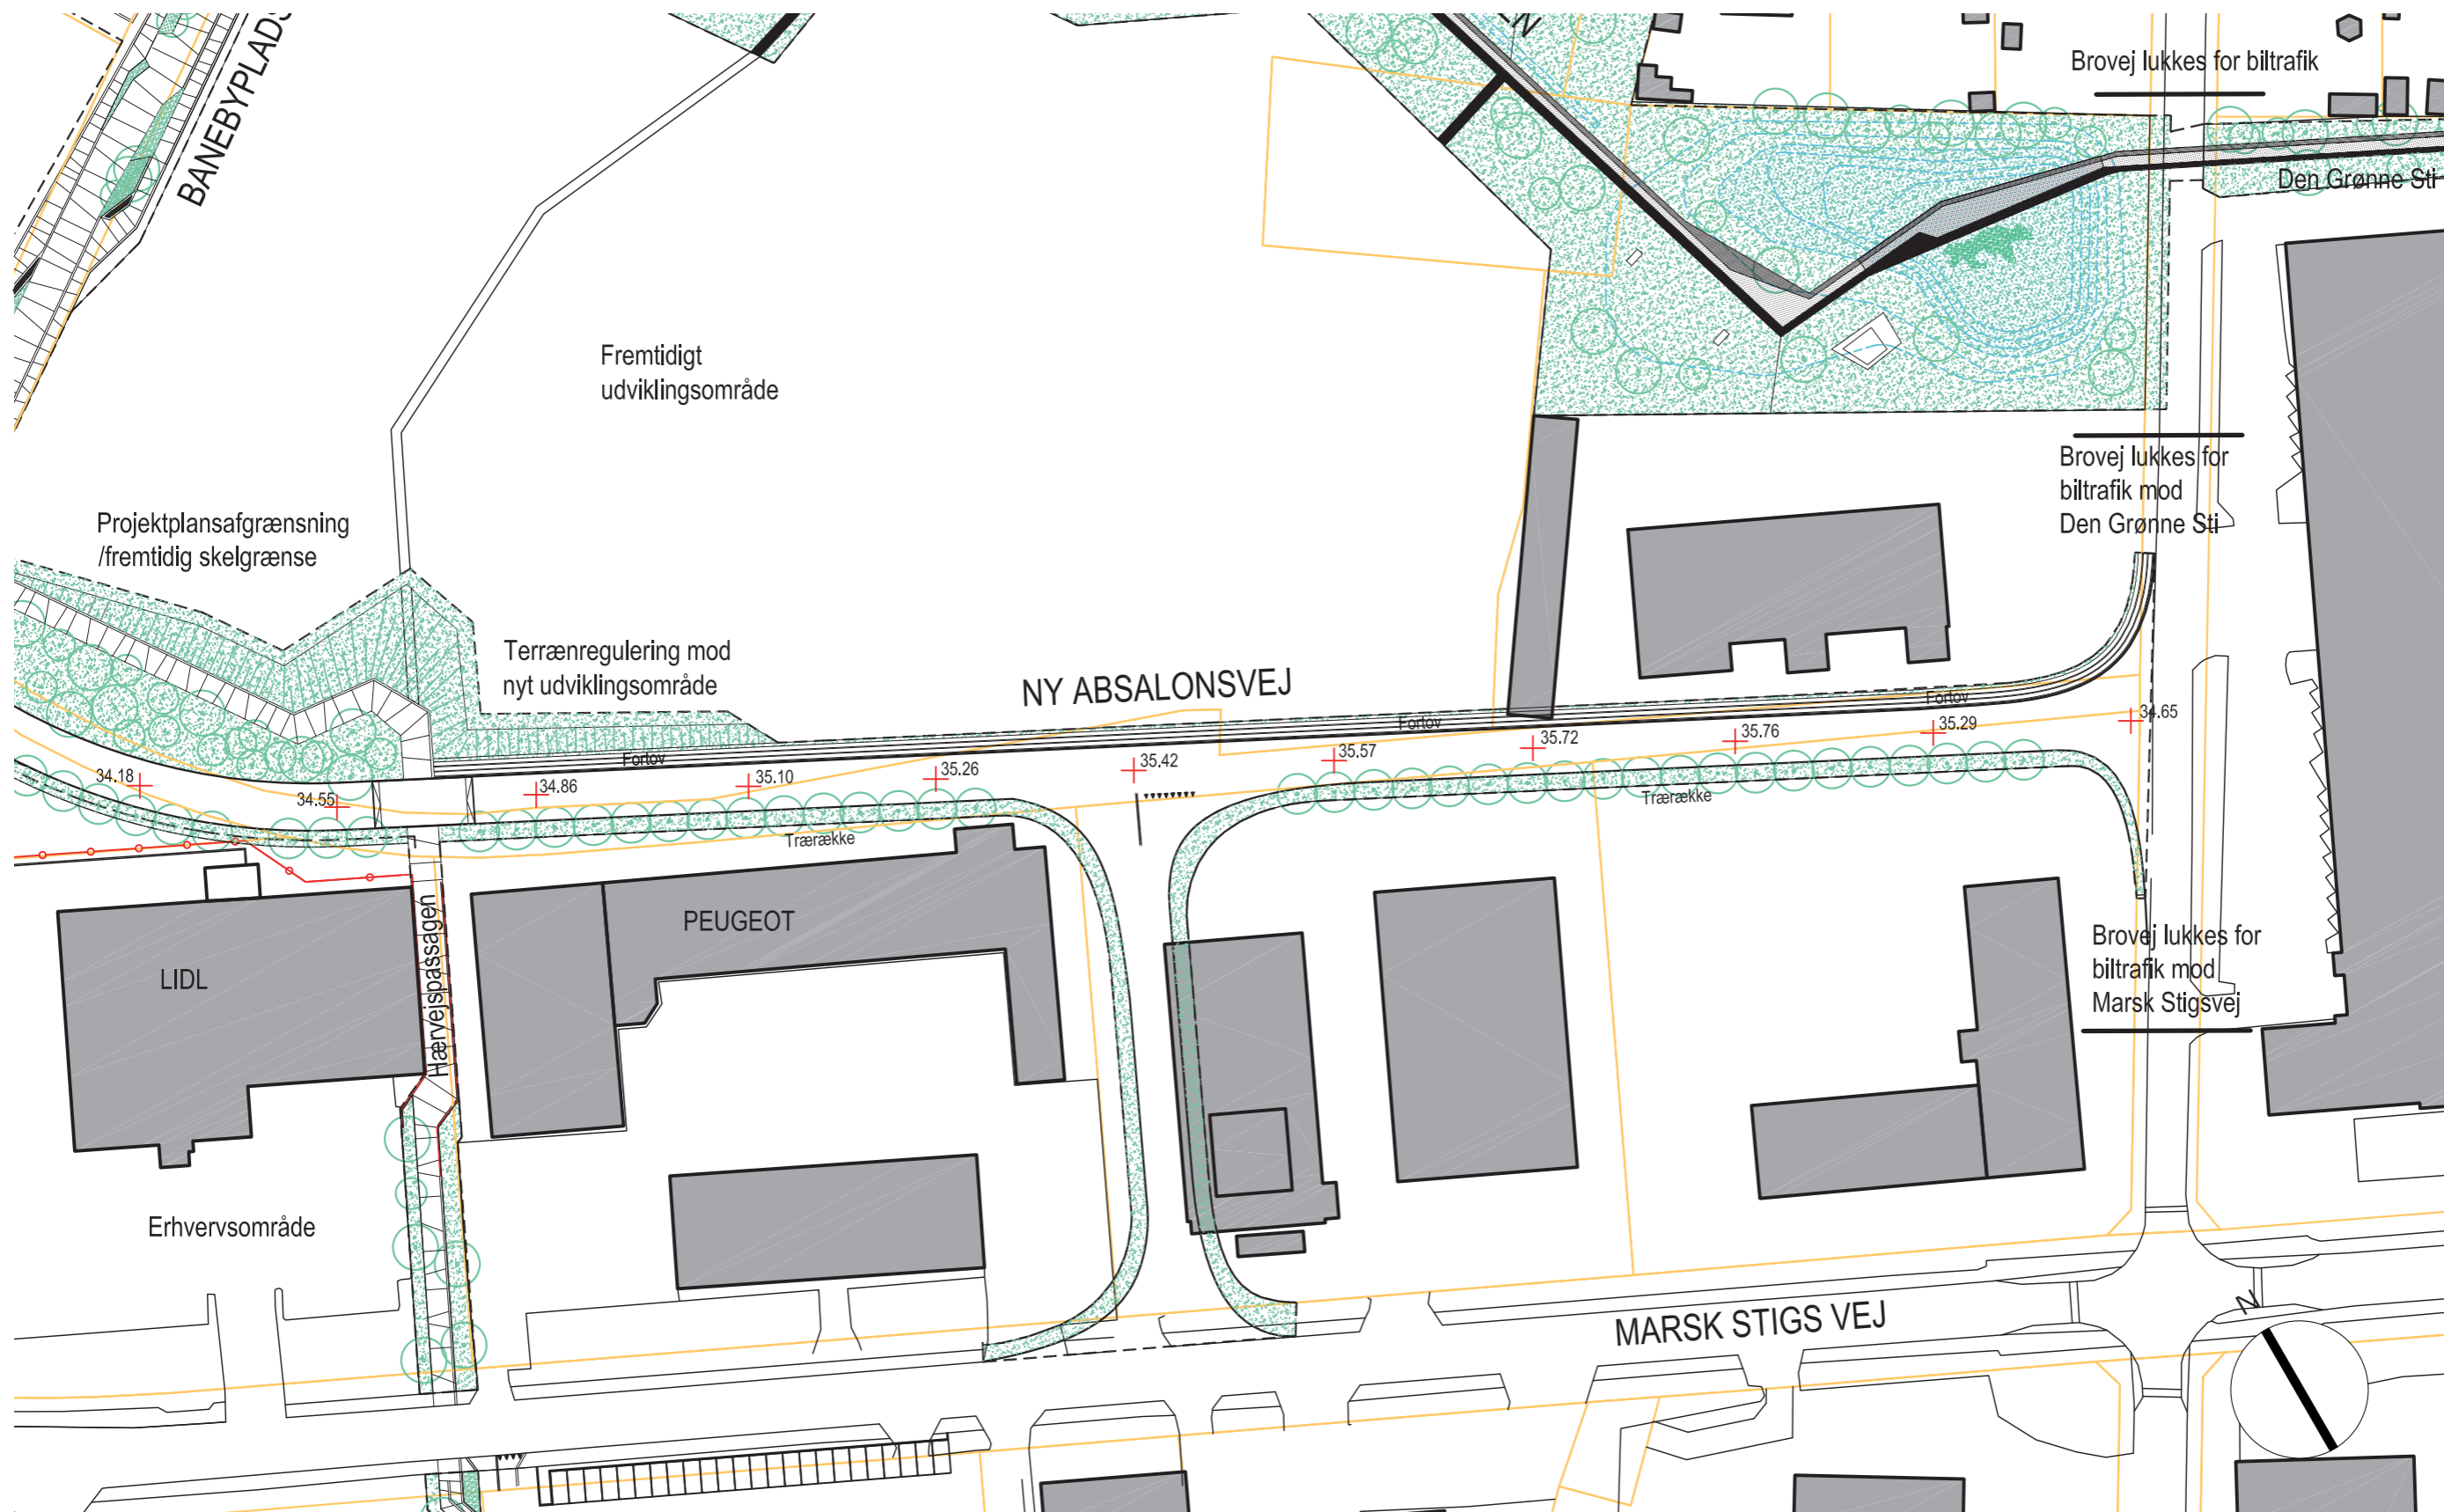 BANEBYPLADS
N
Brovej lukkes for biltrafik
Den Grønne Sti
Fremtidigt
udviklingsområde
Brovej lukkes for
biltrafik mod
Den Grønne Sti
Projektplansafgrænsning
/fremtidig skelgrænse
Terrænregulering mod
nyt udviklingsområde
NY ABSALONSVEJ
Fortov
Fortov
Fortov
34.18
34.55
34.86
35.10
35.26
35.42
35.57
35.72
35.76
35.29
34.65
Trærække
Trærække
PEUGEOT
LIDL
Hærvejspassagen
Brovej lukkes for
biltrafik mod
Marsk Stigsvej
Erhvervsområde
MARSK STIGS VEJ
N